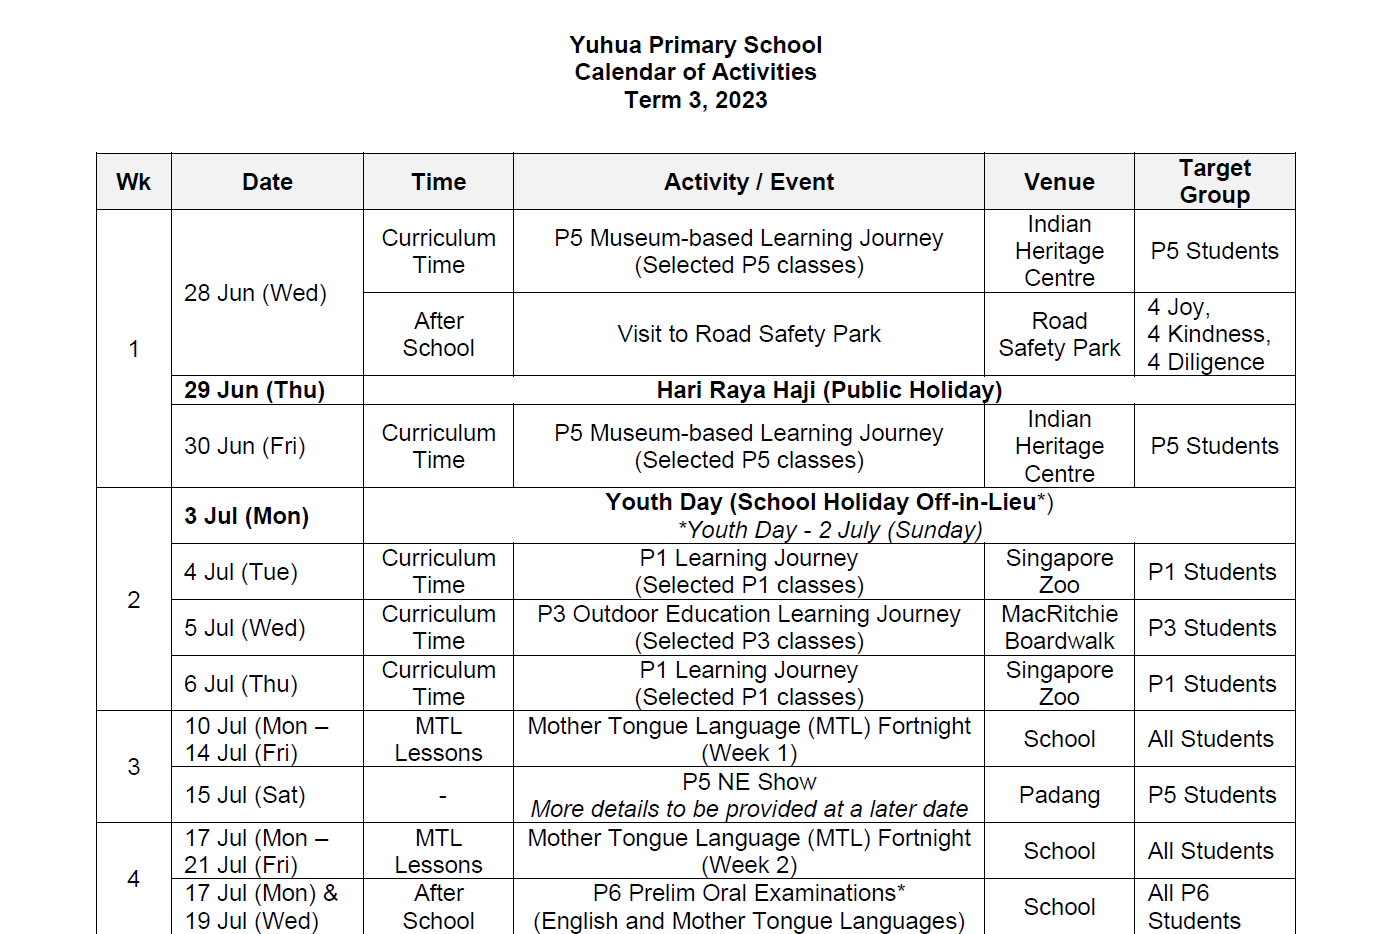 Yuhua Primary School
Calendar of Activities
Term 3, 2023
Wk Date Time Activity / Event Venue Target
Group
1
28 Jun (Wed)
Curriculum
Time
P5 Museum-based Learning Journey
(Selected P5 classes)
Indian
Heritage
Centre
P5 Students
After
School
Visit to Road Safety Park
Road
Safety Park
4 Joy,
4 Kindness,
4 Diligence
29 Jun (Thu) Hari Raya Haji (Public Holiday)
30 Jun (Fri)
Curriculum
Time
P5 Museum-based Learning Journey
(Selected P5 classes)
Indian
Heritage
Centre
P5 Students
2
3 Jul (Mon)
Youth Day (School Holiday Off-in-Lieu*)
*Youth Day - 2 July (Sunday)
4 Jul (Tue)
Curriculum
Time
P1 Learning Journey
(Selected P1 classes)
Singapore
Zoo
P1 Students
5 Jul (Wed)
Curriculum
Time
P3 Outdoor Education Learning Journey
(Selected P3 classes)
MacRitchie
Boardwalk
P3 Students
6 Jul (Thu)
Curriculum
Time
P1 Learning Journey
(Selected P1 classes)
Singapore
Zoo
P1 Students
3
10 Jul (Mon –
14 Jul (Fri)
MTL
Lessons
Mother Tongue Language (MTL) Fortnight
(Week 1)
School
All Students
15 Jul (Sat)
-
P5 NE Show
More details to be provided at a later date
Padang
P5 Students
4
17 Jul (Mon –
21 Jul (Fri)
MTL
Lessons
Mother Tongue Language (MTL) Fortnight
(Week 2)
School
All Students
17 Jul (Mon) &
19 Jul (Wed)
After
School
P6 Prelim Oral Examinations*
(English and Mother Tongue Languages)
School
All P6
Students